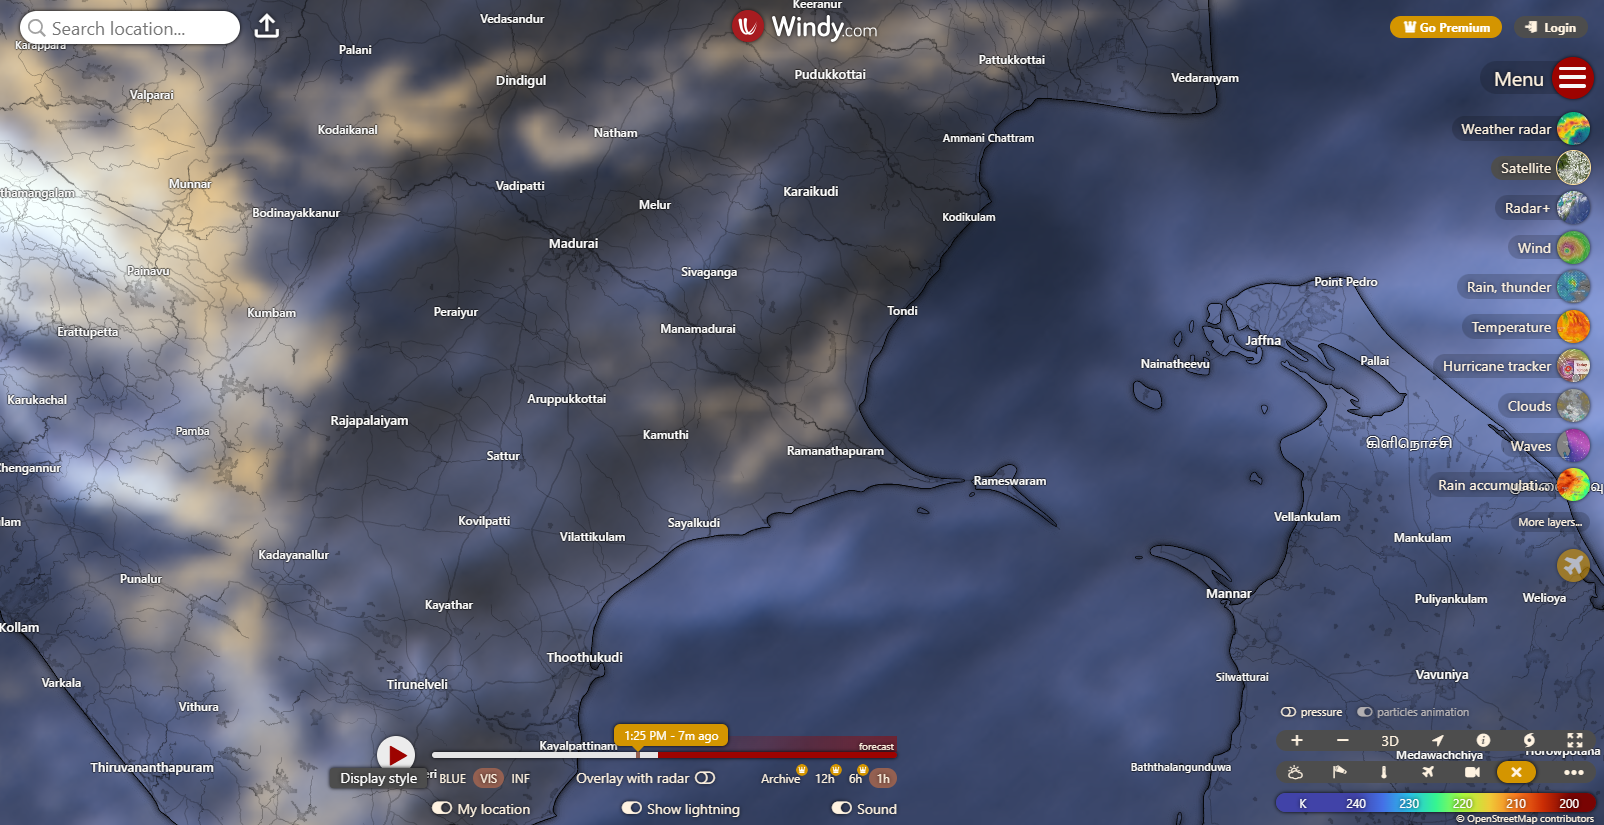 Search location...
Windy.com
Go Premium
Login
Menu
Weather radar
Satellite
Radar+
Wind
Rain, thunder
Temperature
Hurricane tracker
Clouds
Waves
Rain accumulati...
More layers...
Keeranur
Vedasandur
Karappara
Palani
Pattukkottai
Pudukkottai
Vedaranyam
Dindigul
Valparai
Kodaikanal
Natham
Ammani Chattram
Munnar
Vadipatti
Karaikudi
thamangalam
Melur
Bodinayakkanur
Kodikulam
Madurai
Painavu
Sivaganga
Point Pedro
Kumbam
Peraiyur
Tondi
Erattupetta
Manamadurai
Jaffna
Nainatheevu
Pallai
Karukachal
Aruppukkottai
Rajapalaiyam
Pamba
Kamuthi
கிளிநொச்சி
Ramanathapuram
Sattur
Chengannur
Rameswaram
Vellankulam
lam
Kovilpatti
Sayalkudi
Vilattikulam
Mankulam
Kadayanallur
Punalur
Mannar
Puliyankulam
Welioya
Kayathar
Kollam
Thoothukudi
Vavuniya
Silwatturai
Varkala
Tirunelveli
Vithura
Kayalpattinam
Thiruvananthapuram
Baththalangunduwa
Medawachchiya
Horowpotana
1:25 PM - 7m ago
forecast
Display style
eri
BLUE
VIS
INF
Overlay with radar
Archive
12h
6h
1h
My location
Show lightning
Sound
pressure
particles animation
+
−
3D
K
240
230
220
210
200
© OpenStreetMap contributors